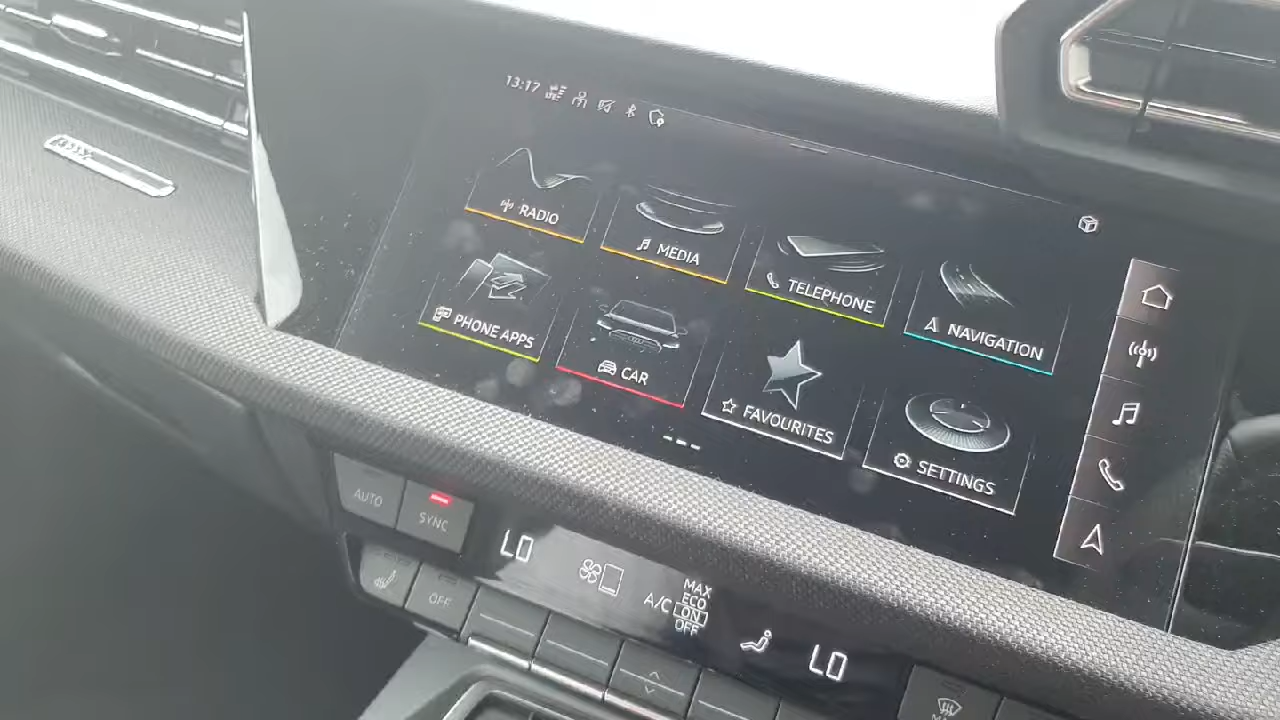 13:17
RADIO
MEDIA
TELEPHONE
NAVIGATION
PHONE APPS
CAR
FAVOURITES
SETTINGS
AUTO
SYNC
LO
OFF
A/C
MAX
ECO
ON
OFF
LO